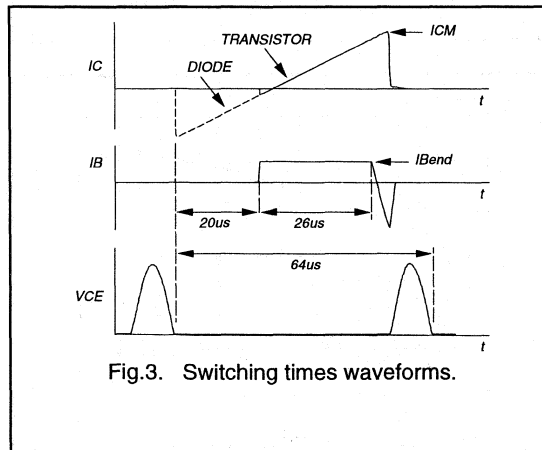 ICM
TRANSISTOR
IC
DIODE
t
IB
IBend
t
20us
26us
64us
VCE
t
Fig.3. Switching times waveforms.